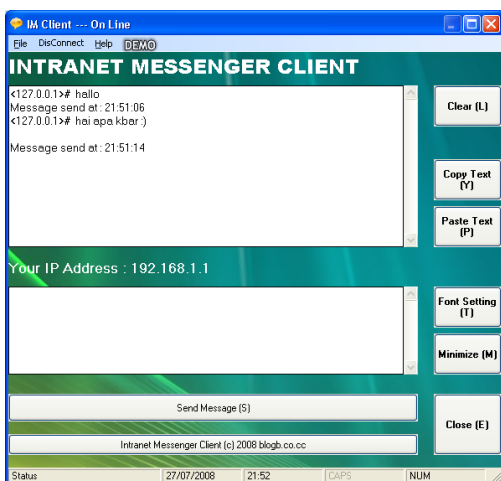 IM Client --- On Line
File DisConnect Help DEMO
INTRANET MESSENGER CLIENT
<127.0.0.1># hallo
Message send at : 21:51:06
<127.0.0.1># hai apa kbar :)
Message send at : 21:51:14
Clear (L)
Copy Text
(Y)
Paste Text
(P)
Your IP Address : 192.168.1.1
Font Setting
(T)
Minimize (M)
Send Message (S)
Close (E)
Intranet Messenger Client (c) 2008 blogb.co.cc
Status 27/07/2008 21:52 CAPS NUM